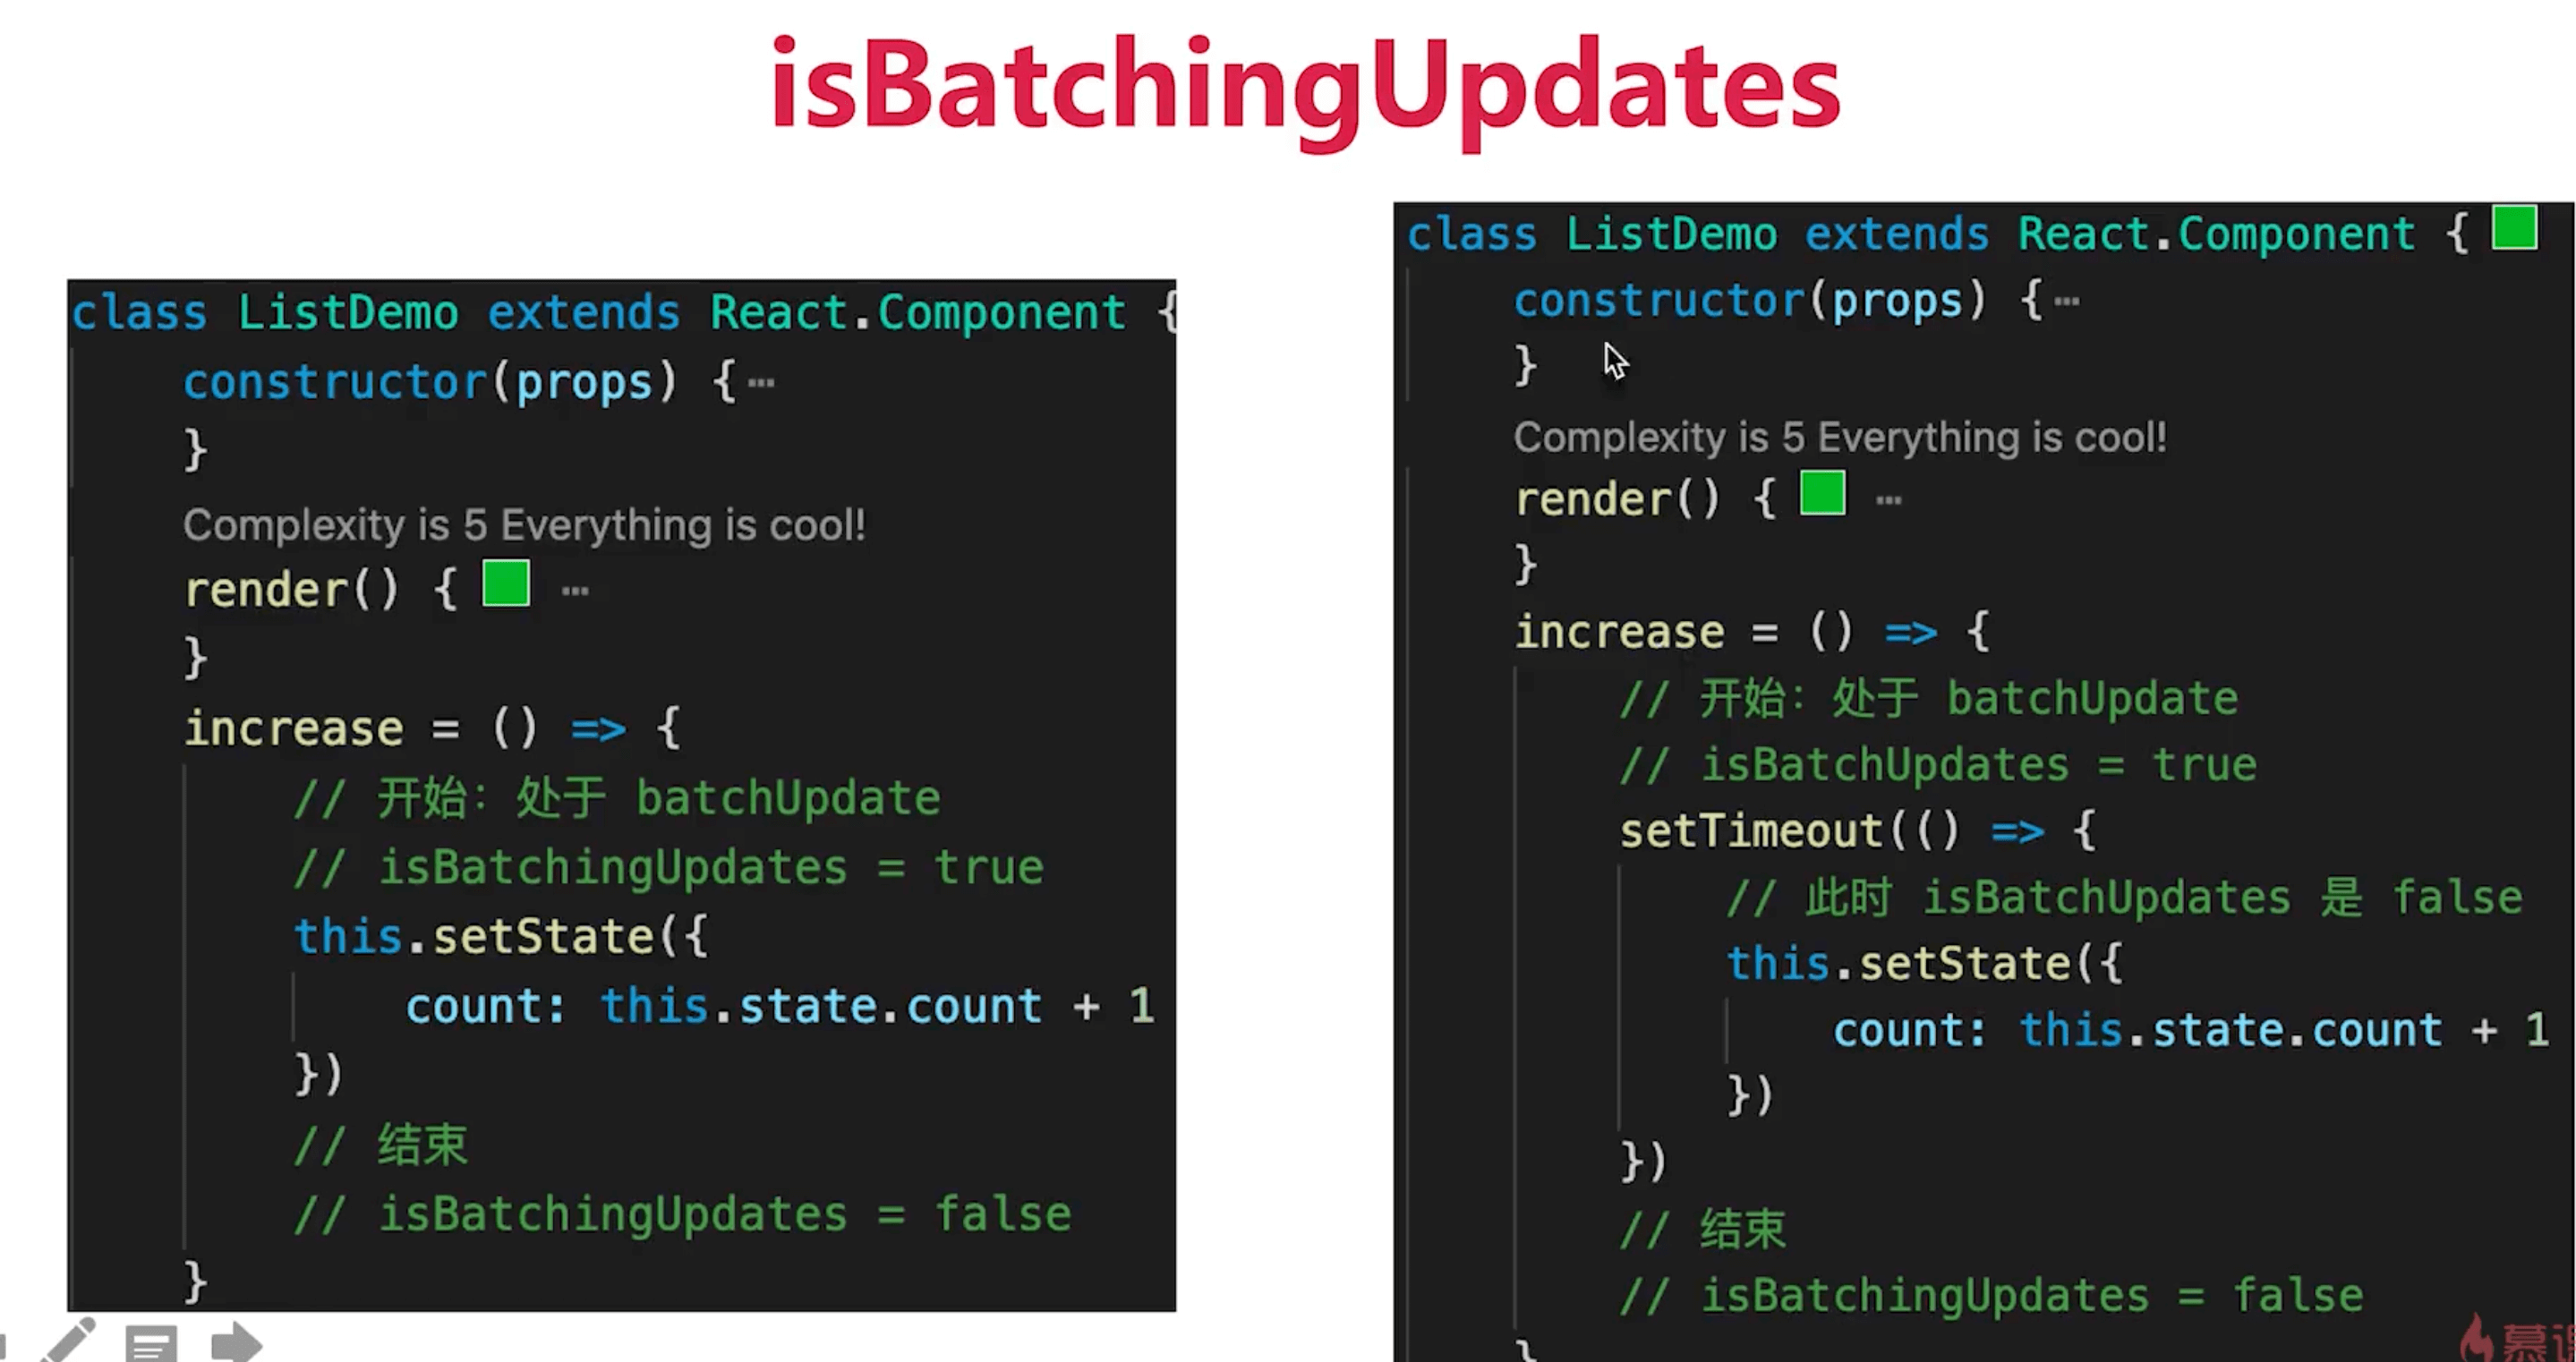 isBatchingUpdates
class ListDemo extends React.Component {
constructor(props) {…
}
Complexity is 5 Everything is cool!
render() { …
}
increase = () => {
// 开始：处于 batchUpdate
// isBatchingUpdates = true
this.setState({
count: this.state.count + 1
})
// 结束
// isBatchingUpdates = false
}
class ListDemo extends React.Component {
constructor(props) {…
}
Complexity is 5 Everything is cool!
render() { …
}
increase = () => {
// 开始：处于 batchUpdate
// isBatchUpdates = true
setTimeout(() => {
// 此时 isBatchUpdates 是 false
this.setState({
count: this.state.count + 1
})
})
// 结束
// isBatchingUpdates = false
}
慕